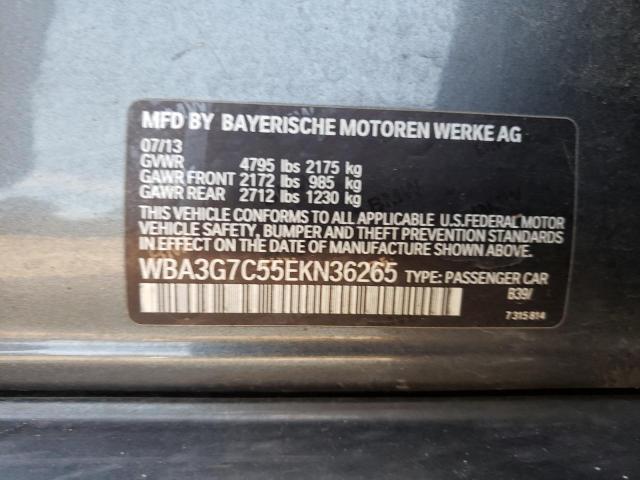 MFD BY BAYERISCHE MOTOREN WERKE AG
07/13
GVWR 4795 lbs 2175 kg
GAWR FRONT 2172 lbs 985 kg
GAWR REAR 2712 lbs 1230 kg
THIS VEHICLE CONFORMS TO ALL APPLICABLE U.S.FEDERAL MOTOR
VEHICLE SAFETY, BUMPER, AND THEFT PREVENTION STANDARDS
IN EFFECT ON THE DATE OF MANUFACTURE
SHOWN ABOVE.
WBA3G7C55EKN36265 TYPE: PASSENGER CAR
B39/
7315814